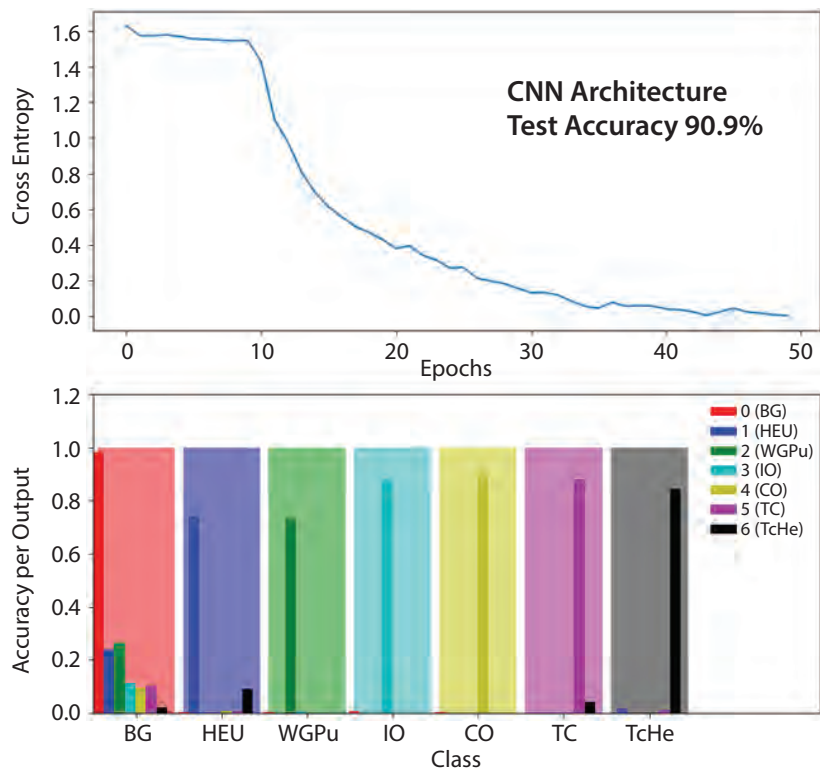 CNN Architecture
Test Accuracy 90.9%
Cross Entropy
1.6
1.4
1.2
1.0
0.8
0.6
0.4
0.2
0.0
0 10 20 30 40 50
Epochs
Accuracy per Output
1.2
1.0
0.8
0.6
0.4
0.2
0.0
0 (BG)
1 (HEU)
2 (WGPu)
3 (IO)
4 (CO)
5 (TC)
6 (TcHe)
BG HEU WGPu IO CO TC TcHe
Class